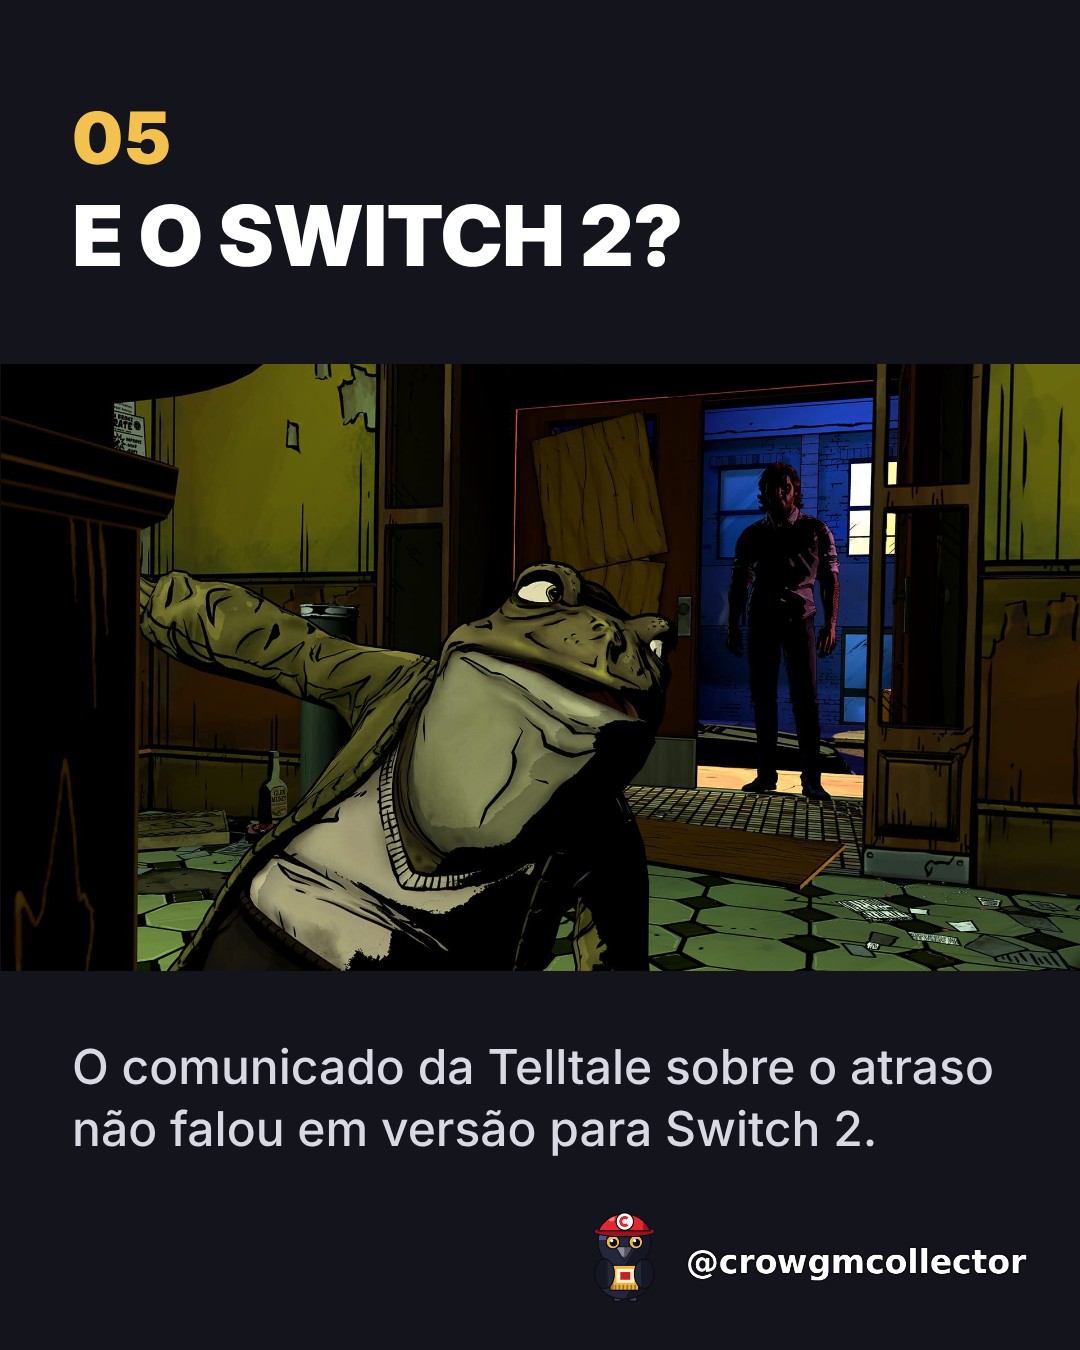 05
E O SWITCH 2?
O comunicado da Telltale sobre o atraso
não falou em versão para Switch 2.
C
@crowgmcollector